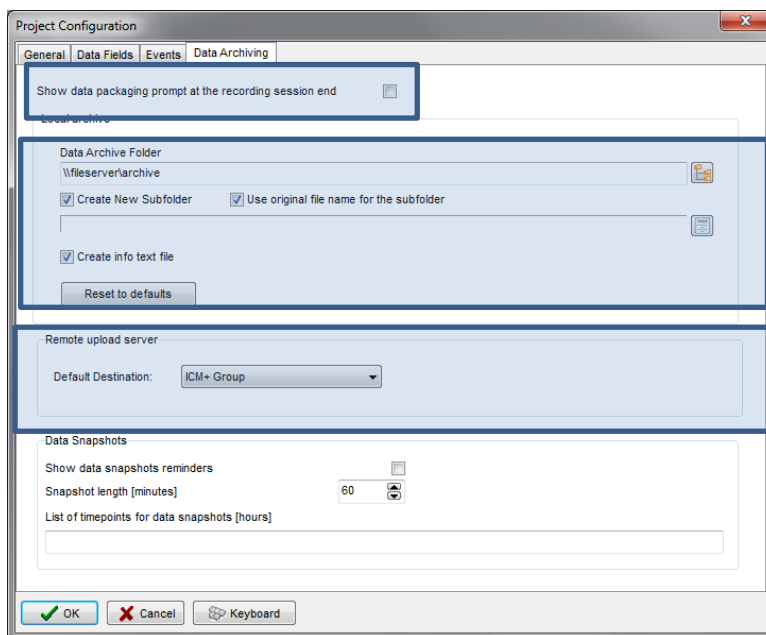 Project Configuration
General Data Fields Events Data Archiving
Show data packaging prompt at the recording session end
Local archive
Data Archive Folder
\\fileserver\archive
Create New Subfolder Use original file name for the subfolder
Create info text file
Reset to defaults
Remote upload server
Default Destination: ICM+ Group
Data Snapshots
Show data snapshots reminders
Snapshot length [minutes] 60
List of timepoints for data snapshots [hours]
OK Cancel Keyboard